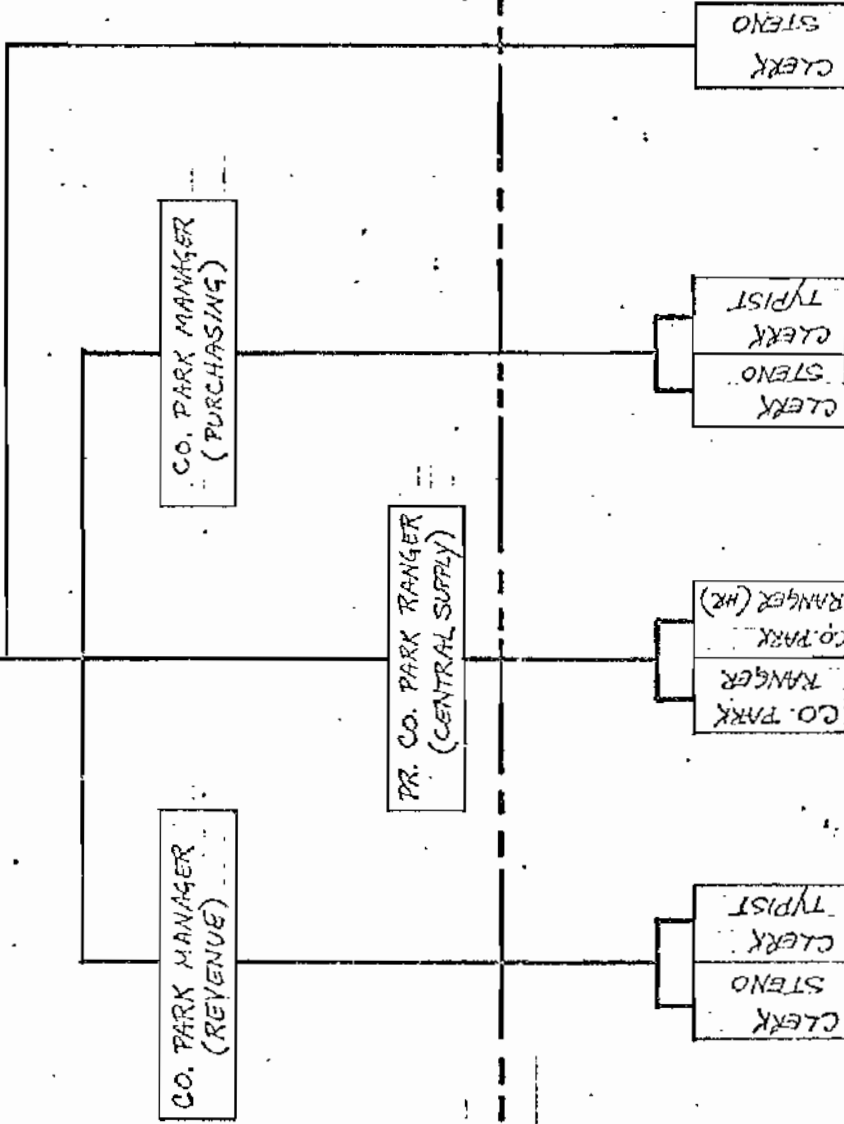 CO. PARK MANAGER
(REVENUE)
PR. CO. PARK RANGER
(CENTRAL SUPPLY)
CO. PARK MANAGER
(PURCHASING)
CLERK
STENO
CLERK
TYPIST
CO. PARK
RANGER
CO. PARK
RANGER (HR)
CLERK
STENO
CLERK
TYPIST
CLERK
STENO